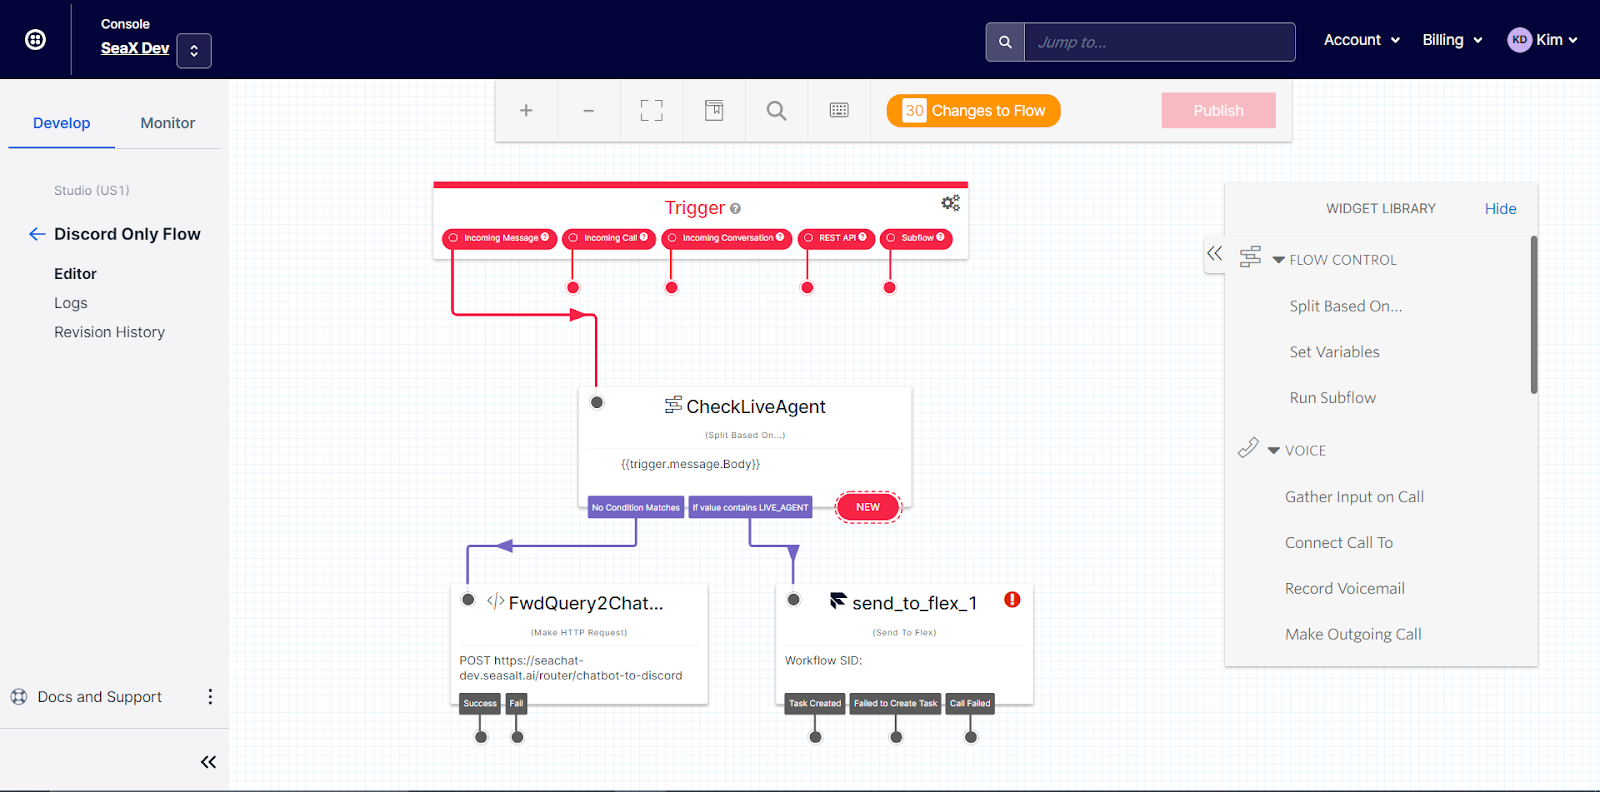 Console
SeaX Dev
Jump to...
Account
Billing
KD
Kim
Develop
Monitor
Studio (US1)
Discord Only Flow
Editor
Logs
Revision History
Docs and Support
30 Changes to Flow
Publish
Trigger
Incoming Message
Incoming Call
Incoming Conversation
REST API
Subflow
CheckLiveAgent
(Split Based On...)
{{trigger.message.Body}}
No Condition Matches
If value contains LIVE_AGENT
NEW
</> FwdQuery2Chat...
(Make HTTP Request)
POST https://seachat-
dev.seasalt.ai/router/chatbot-to-discord
Success
Fail
send_to_flex_1
(Send To Flex)
Workflow SID:
Task Created
Failed to Create Task
Call Failed
WIDGET LIBRARY
Hide
FLOW CONTROL
Split Based On...
Set Variables
Run Subflow
VOICE
Gather Input on Call
Connect Call To
Record Voicemail
Make Outgoing Call